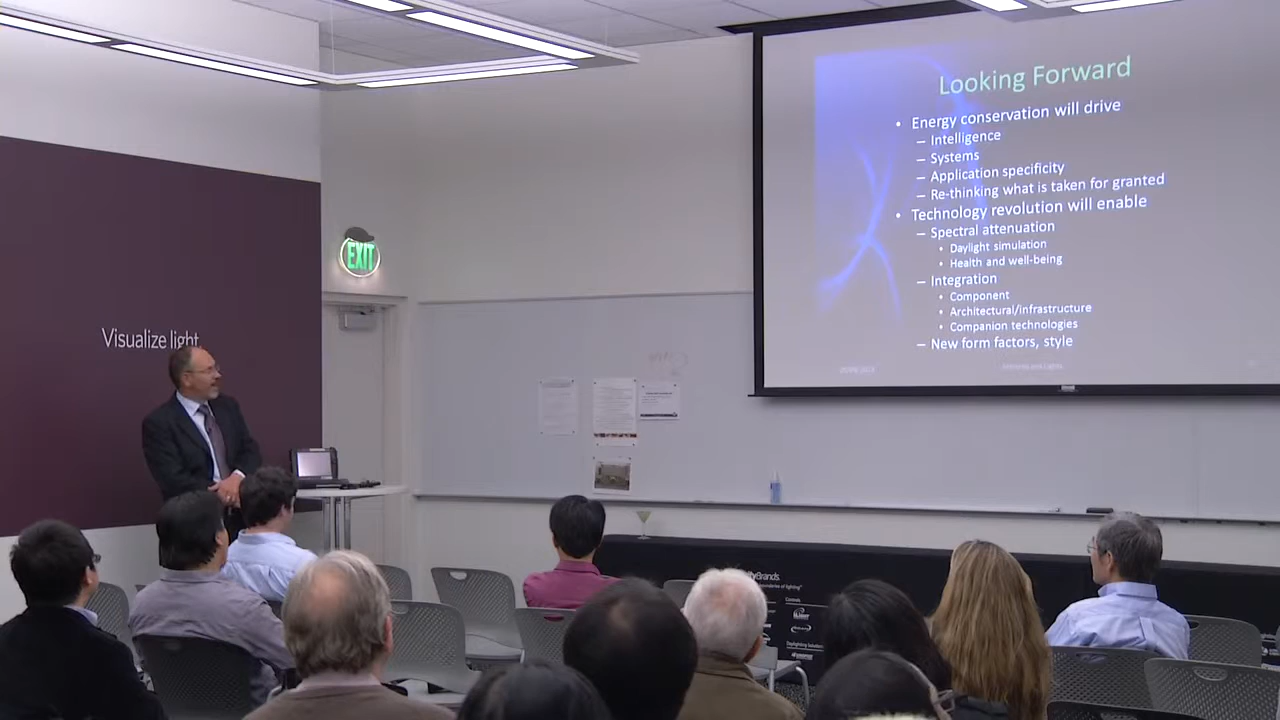 Looking Forward
• Energy conservation will drive
– Intelligence
– Systems
– Application specificity
– Re-thinking what is taken for granted
• Technology revolution will enable
– Spectral attenuation
• Daylight simulation
• Health and well-being
– Integration
• Component
• Architectural/infrastructure
• Companion technologies
– New form factors, style
EXIT
Visualize light
Brands.
Controls